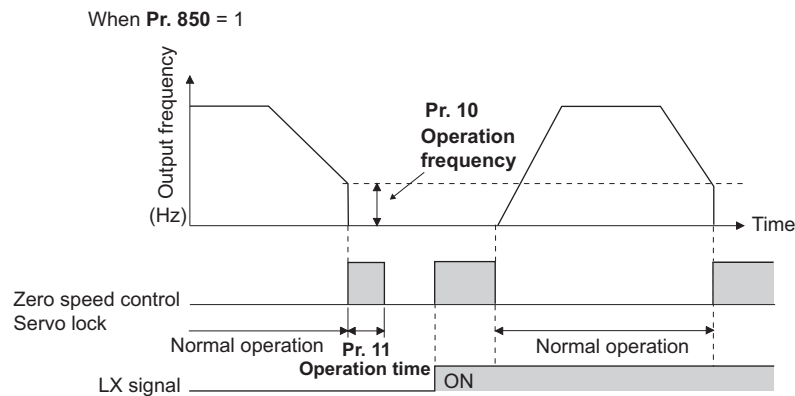 When Pr. 850 = 1
Output frequency
(Hz)
Pr. 10
Operation
frequency
Time
Zero speed control
Servo lock
Normal operation
Pr. 11
Operation time
Normal operation
LX signal
ON